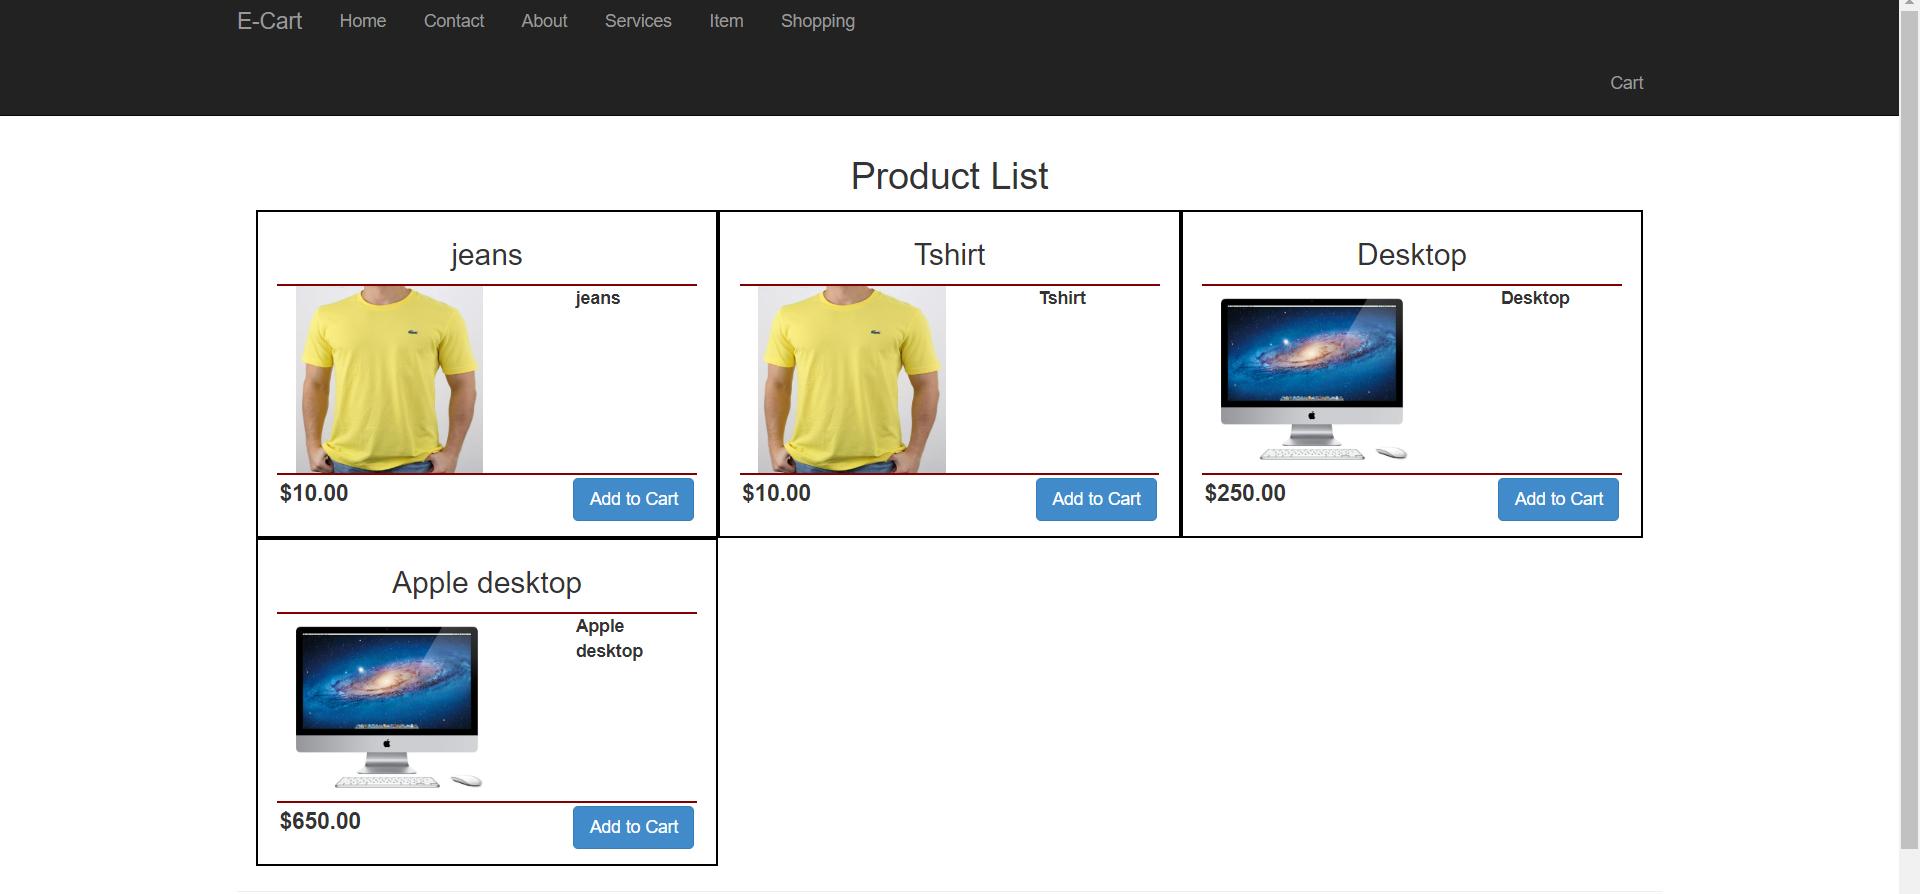 E-Cart Home Contact About Services Item Shopping
Cart
Product List
jeans
jeans
$10.00 Add to Cart
Tshirt
Tshirt
$10.00 Add to Cart
Desktop
Desktop
$250.00 Add to Cart
Apple desktop
Apple
desktop
$650.00 Add to Cart